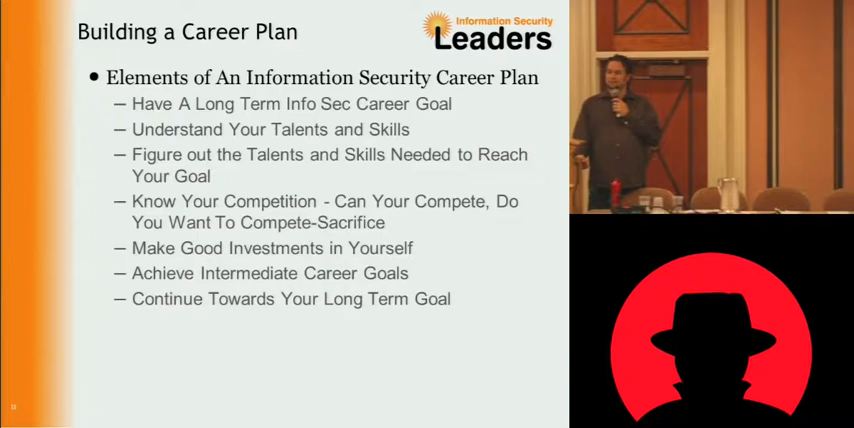 Building a Career Plan
Information Security
Leaders
• Elements of An Information Security Career Plan
– Have A Long Term Info Sec Career Goal
– Understand Your Talents and Skills
– Figure out the Talents and Skills Needed to Reach
Your Goal
– Know Your Competition - Can Your Compete, Do
You Want To Compete-Sacrifice
– Make Good Investments in Yourself
– Achieve Intermediate Career Goals
– Continue Towards Your Long Term Goal